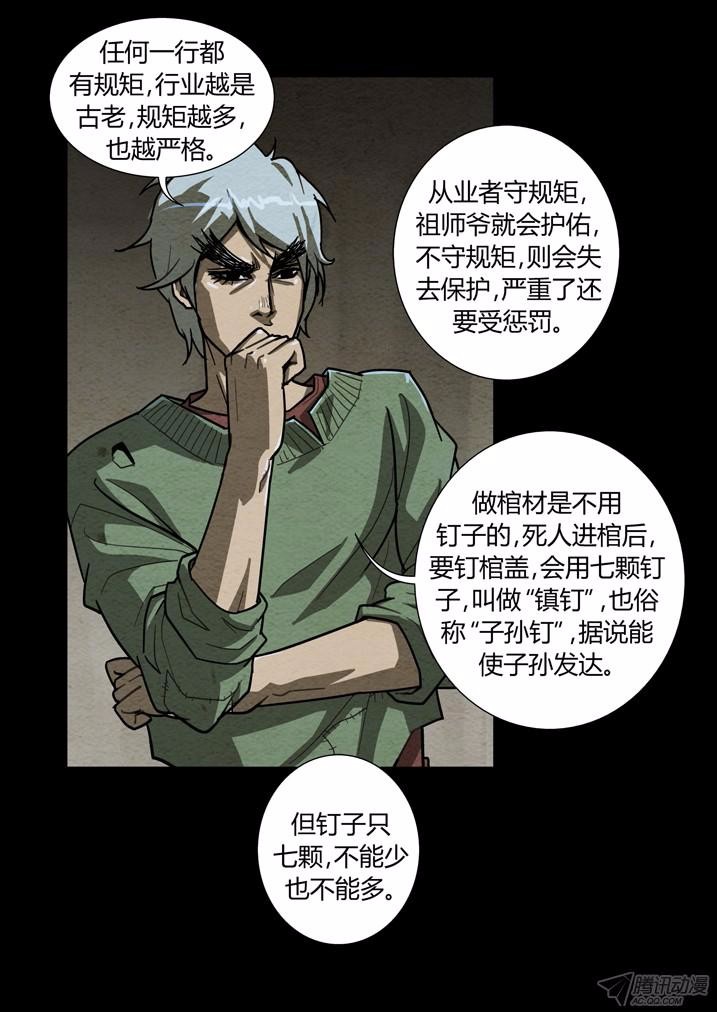 任何一行都
有规矩，行业越是
古老，规矩越多，
也越严格。
从业者守规矩，
祖师爷就会护佑，
不守规矩，则会失
去保护，严重了还
要受惩罚。
做棺材是不用
钉子的，死人进棺后，
要钉棺盖，会用七颗钉
子，叫做“镇钉”，也俗
称“子孙钉”，据说能
使子孙发达。
但钉子只
七颗，不能少
也不能多。
腾讯动漫